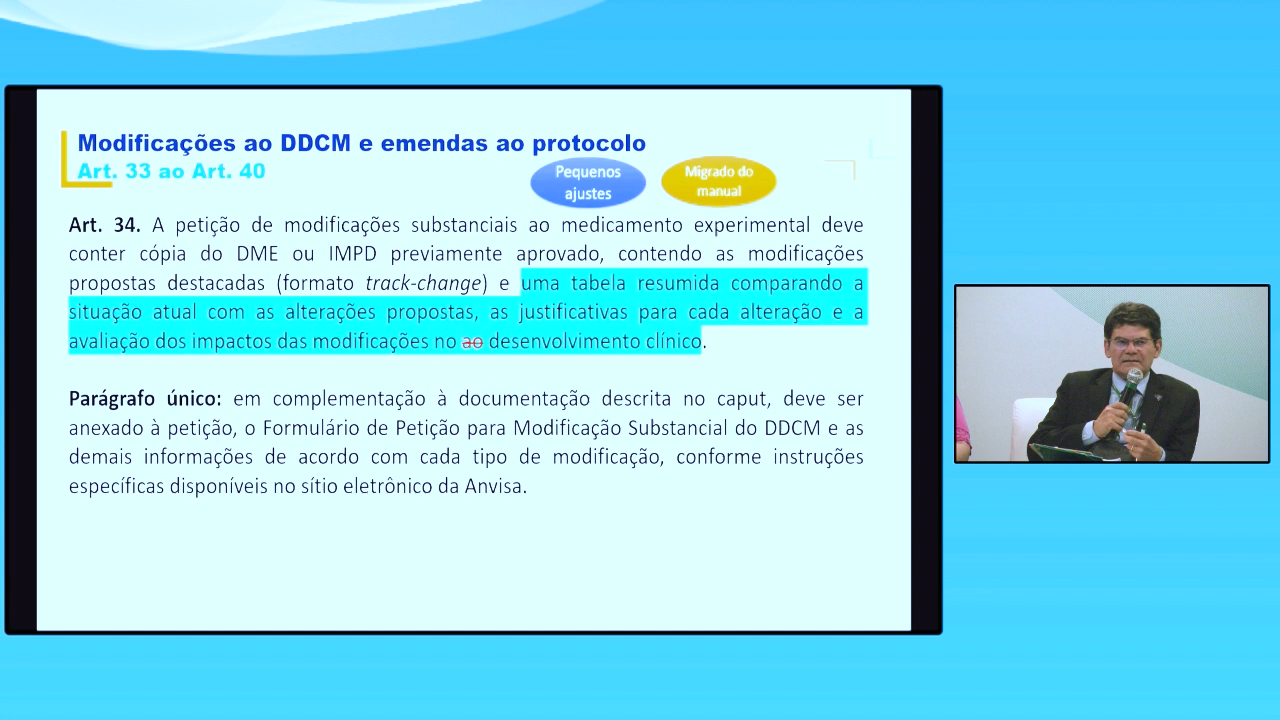 Modificações ao DDCM e emendas ao protocolo
Art. 33 ao Art. 40
Pequenos
ajustes
Migrado do
manual
Art. 34. A petição de modificações substanciais ao medicamento experimental deve
conter cópia do DME ou IMPD previamente aprovado, contendo as modificações
propostas destacadas (formato track-change) e uma tabela resumida comparando a
situação atual com as alterações propostas, as justificativas para cada alteração e a
avaliação dos impactos das modificações no ao desenvolvimento clínico.
Parágrafo único: em complementação à documentação descrita no caput, deve ser
anexado à petição, o Formulário de Petição para Modificação Substancial do DDCM e as
demais informações de acordo com cada tipo de modificação, conforme instruções
específicas disponíveis no sítio eletrônico da Anvisa.